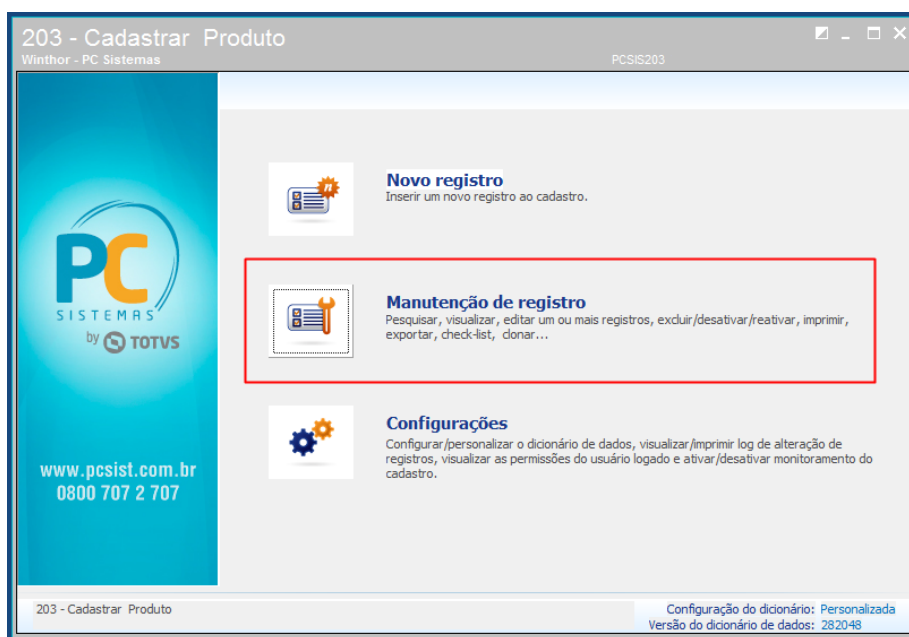 203 - Cadastrar Produto
Winthor - PC Sistemas
PCSIS203
Novo registro
Inserir um novo registro ao cadastro.
Manutenção de registro
Pesquisar, visualizar, editar um ou mais registros, excluir/desativar/reativar, imprimir,
exportar, check-list, clonar...
Configurações
Configurar/personalizar o dicionário de dados, visualizar/imprimir log de alteração de
registros, visualizar as permissões do usuário logado e ativar/desativar monitoramento do
cadastro.
PC
SISTEMAS
by TOTVS
www.pcsist.com.br
0800 707 2 707
203 - Cadastrar Produto
Configuração do dicionário: Personalizada
Versão do dicionário de dados: 282048